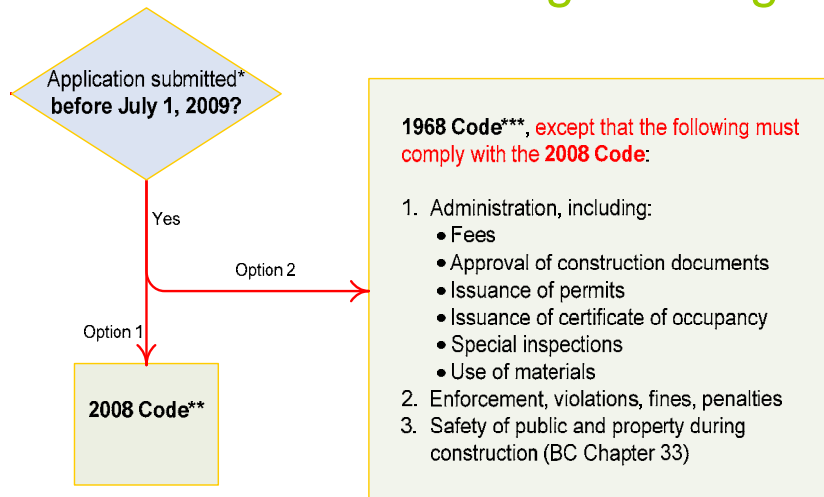 Application submitted*
before July 1, 2009?
Yes
Option 2
Option 1
2008 Code**
1968 Code***, except that the following must
comply with the 2008 Code:
1. Administration, including:
• Fees
• Approval of construction documents
• Issuance of permits
• Issuance of certificate of occupancy
• Special inspections
• Use of materials
2. Enforcement, violations, fines, penalties
3. Safety of public and property during
construction (BC Chapter 33)